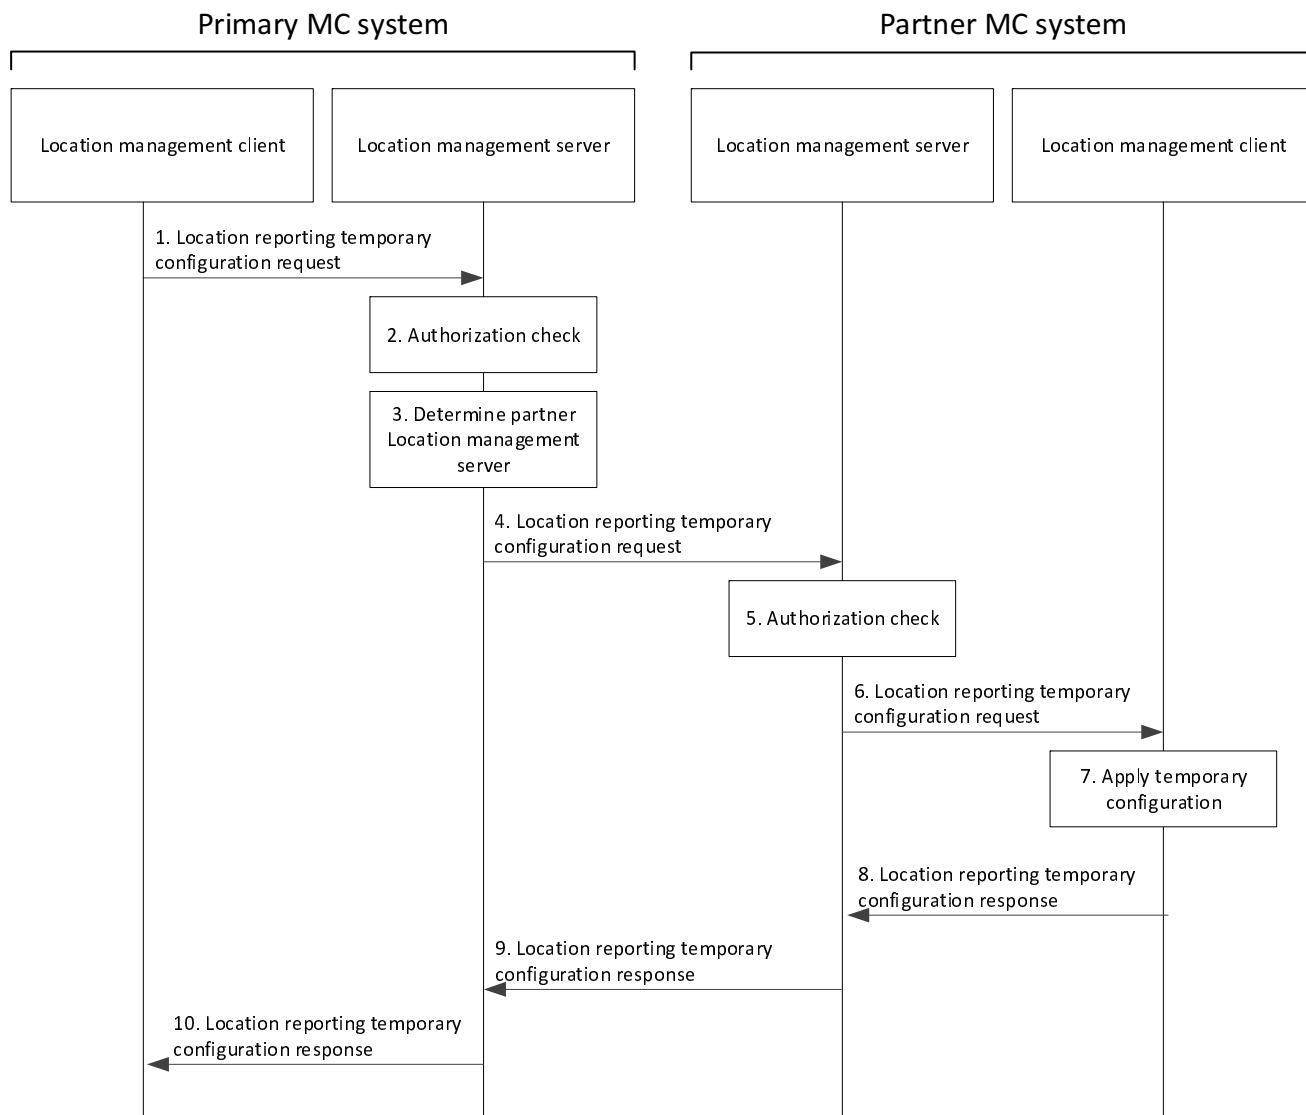 Primary MC system
Partner MC system
Location management client
Location management server
Location management server
Location management client
1. Location reporting temporary
configuration request
2. Authorization check
3. Determine partner
Location management
server
4. Location reporting temporary
configuration request
5. Authorization check
6. Location reporting temporary
configuration request
7. Apply temporary
configuration
8. Location reporting temporary
configuration response
9. Location reporting temporary
configuration response
10. Location reporting temporary
configuration response